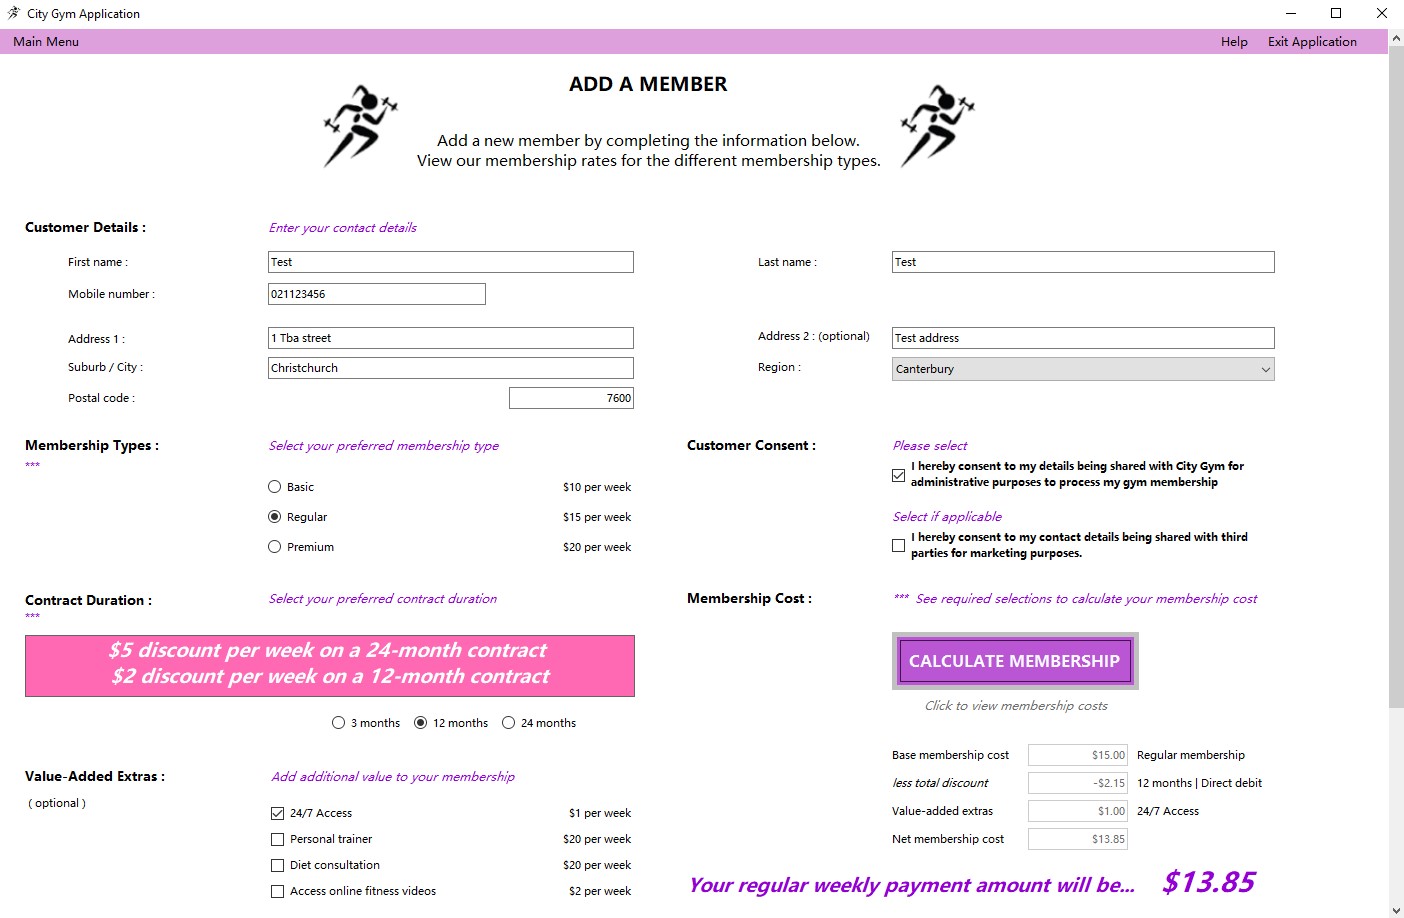 City Gym Application
Main Menu
Help
Exit Application
ADD A MEMBER
Add a new member by completing the information below.
View our membership rates for the different membership types.
Customer Details :
Enter your contact details
First name :
Test
Last name :
Test
Mobile number :
021123456
Address 1 :
1 Tba street
Address 2 : (optional)
Test address
Suburb / City :
Christchurch
Region :
Canterbury
Postal code :
7600
Membership Types :
***
Select your preferred membership type
Basic
$10 per week
Regular
$15 per week
Premium
$20 per week
Customer Consent :
Please select
I hereby consent to my details being shared with City Gym for
administrative purposes to process my gym membership
Select if applicable
I hereby consent to my contact details being shared with third
parties for marketing purposes.
Contract Duration :
***
Select your preferred contract duration
$5 discount per week on a 24-month contract
$2 discount per week on a 12-month contract
3 months
12 months
24 months
Value-Added Extras :
( optional )
Add additional value to your membership
24/7 Access
$1 per week
Personal trainer
$20 per week
Diet consultation
$20 per week
Access online fitness videos
$2 per week
Membership Cost :
*** See required selections to calculate your membership cost
CALCULATE MEMBERSHIP
Click to view membership costs
Base membership cost
$15.00
Regular membership
less total discount
-$2.15
12 months | Direct debit
Value-added extras
$1.00
24/7 Access
Net membership cost
$13.85
Your regular weekly payment amount will be... $13.85